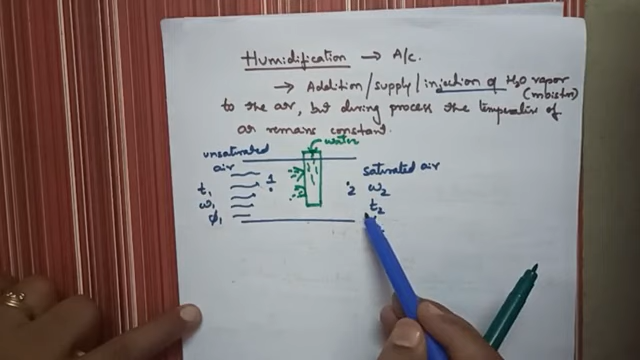 Humidification → A/c.
→ Addition/supply/injection of H₂O vapor
(moistur)
to the air, but during process the temperature of
air remains constant.
water
unsaturated
air
saturated air
1
2
t₁
ω₁
φ₁
ω₂
t₂